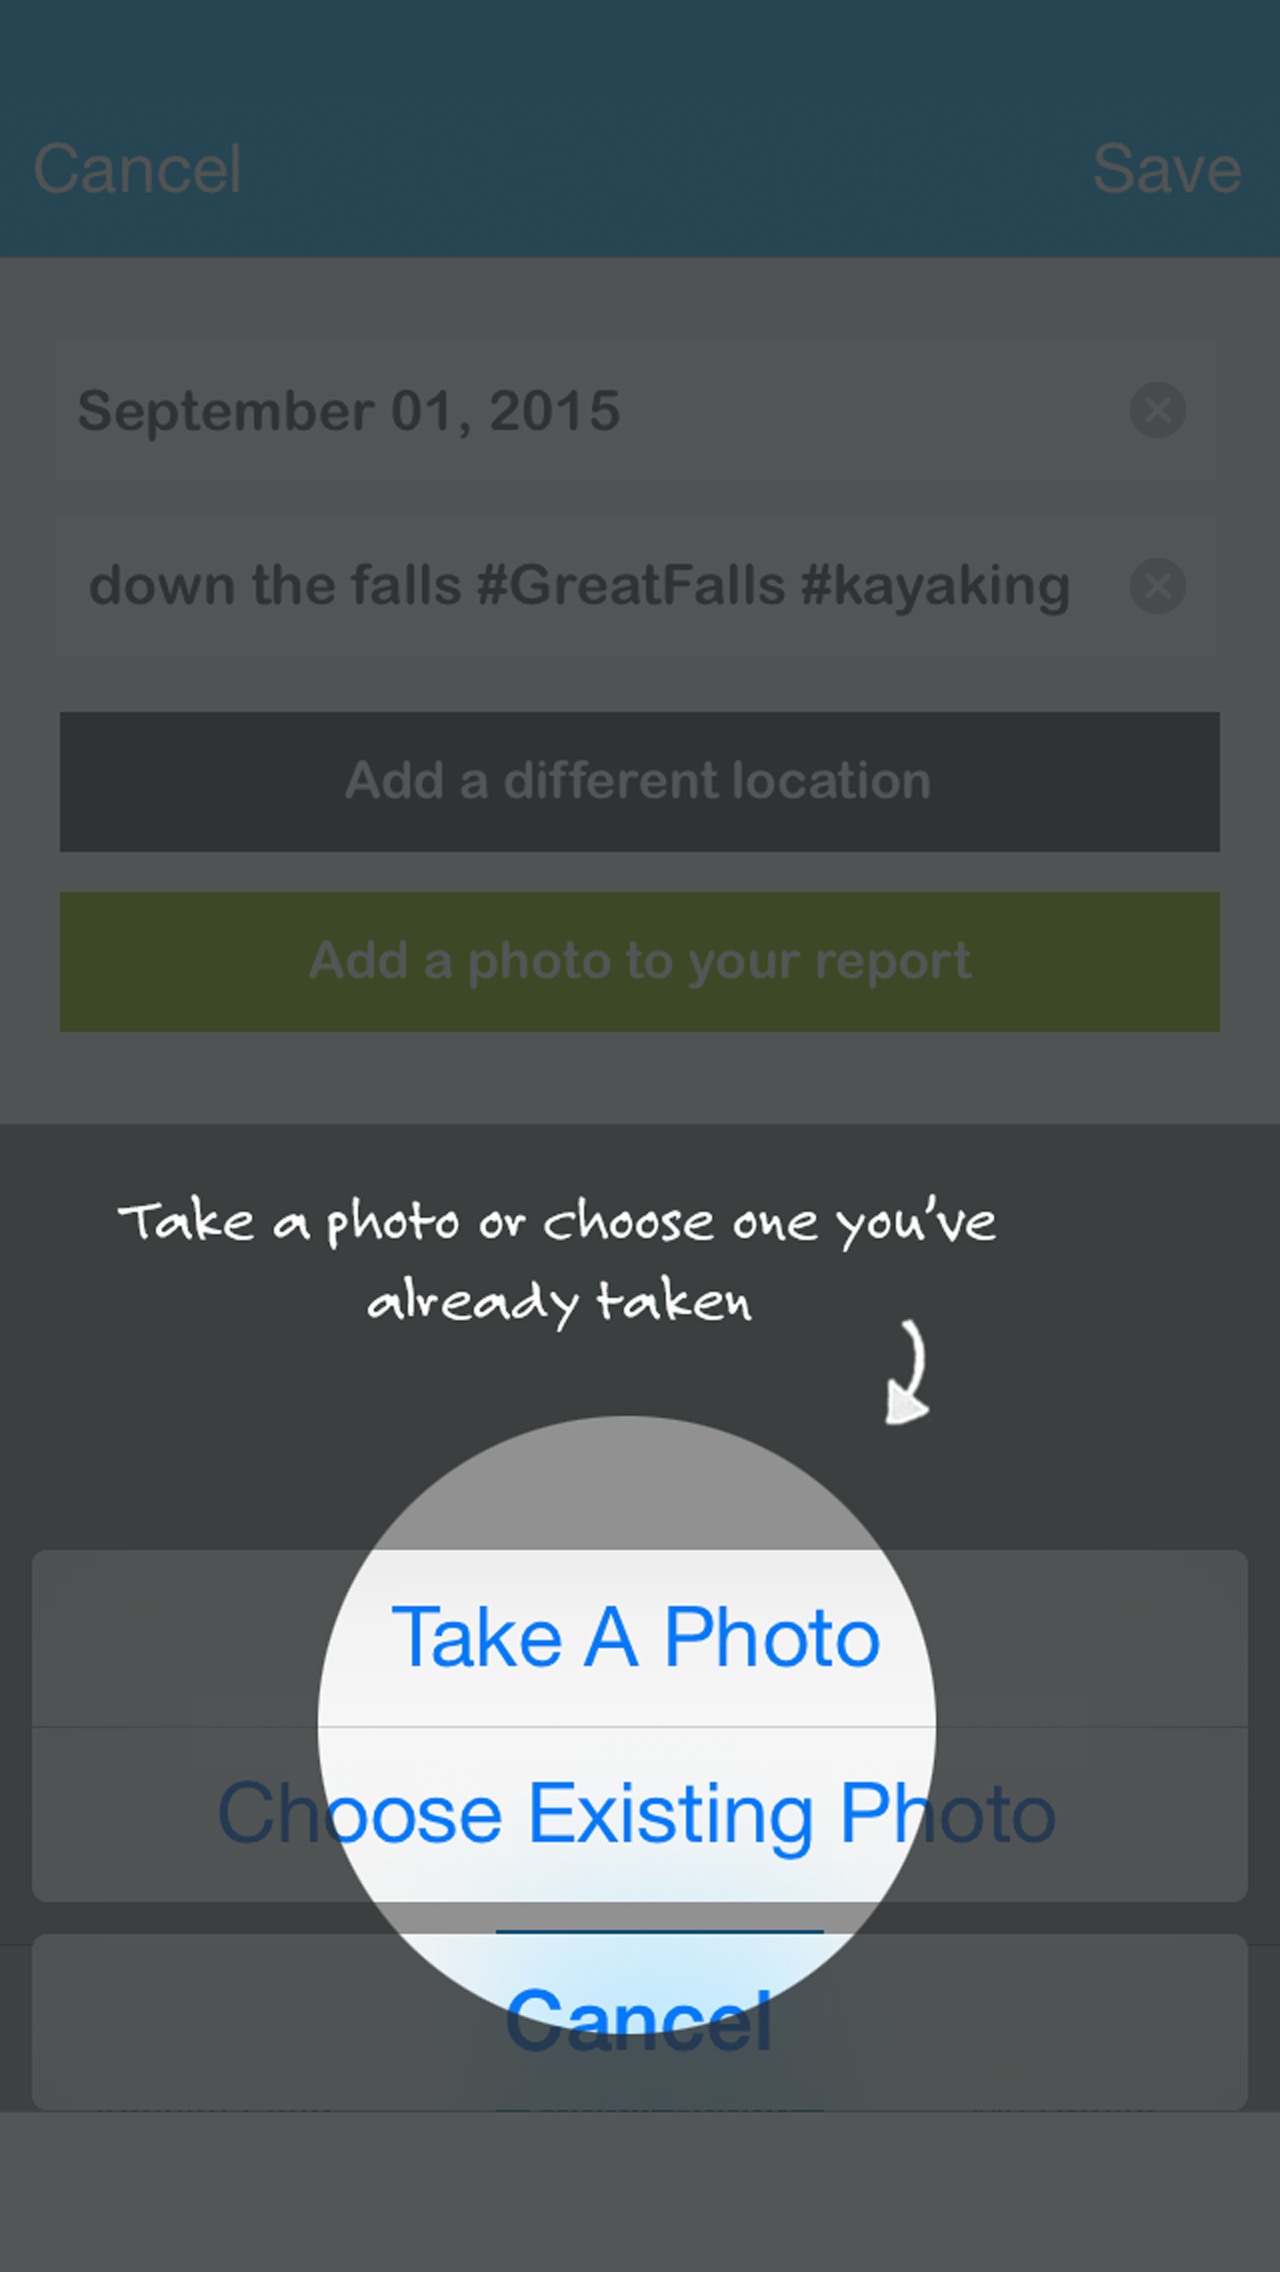 Cancel
Save
September 01, 2015
down the falls #GreatFalls #kayaking
Add a different location
Add a photo to your report
Take a photo or choose one you've
already taken
Take A Photo
Choose Existing Photo
Cancel